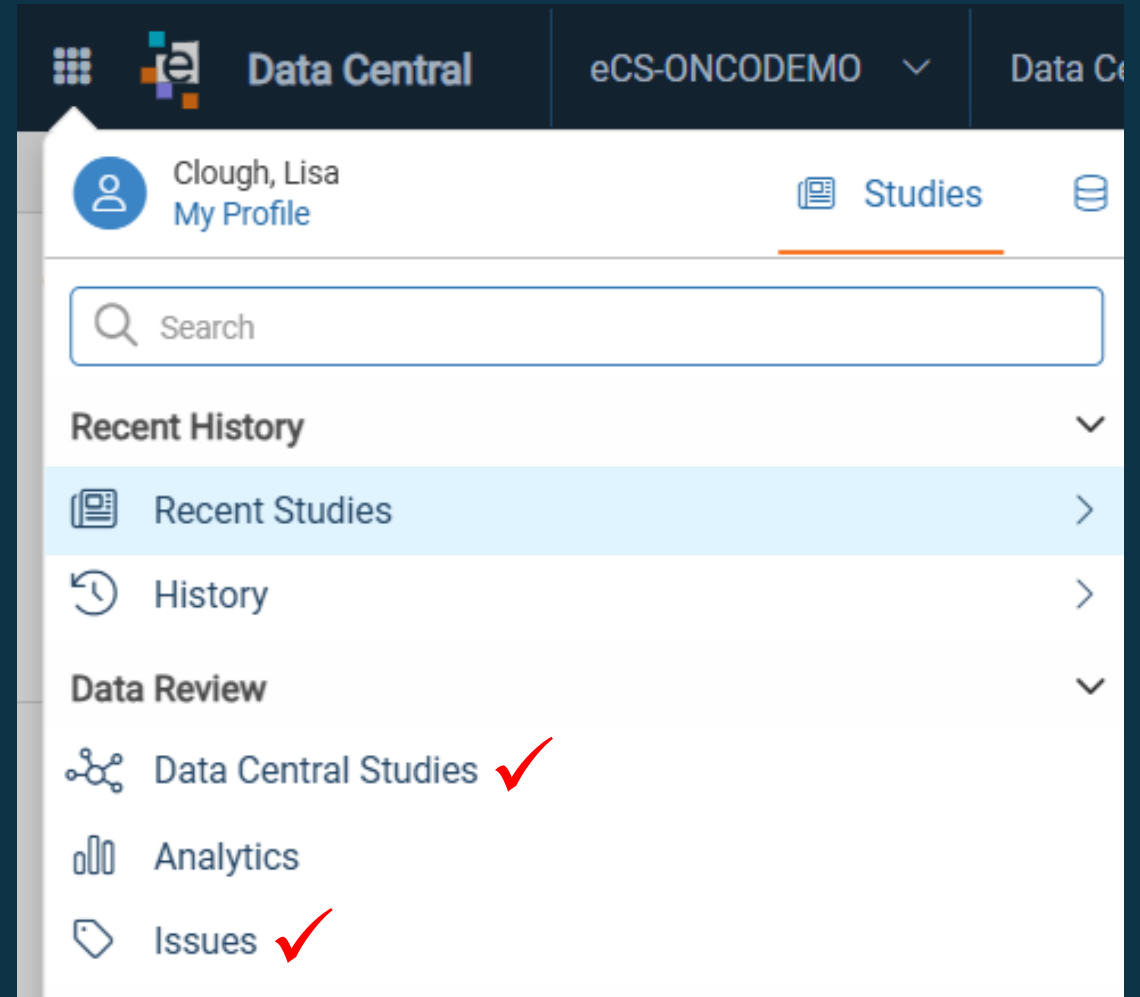 Data Central
eCS-ONCODEMO
Data Ce
Clough, Lisa
My Profile
Studies
Search
Recent History
Recent Studies
History
Data Review
Data Central Studies
Analytics
Issues